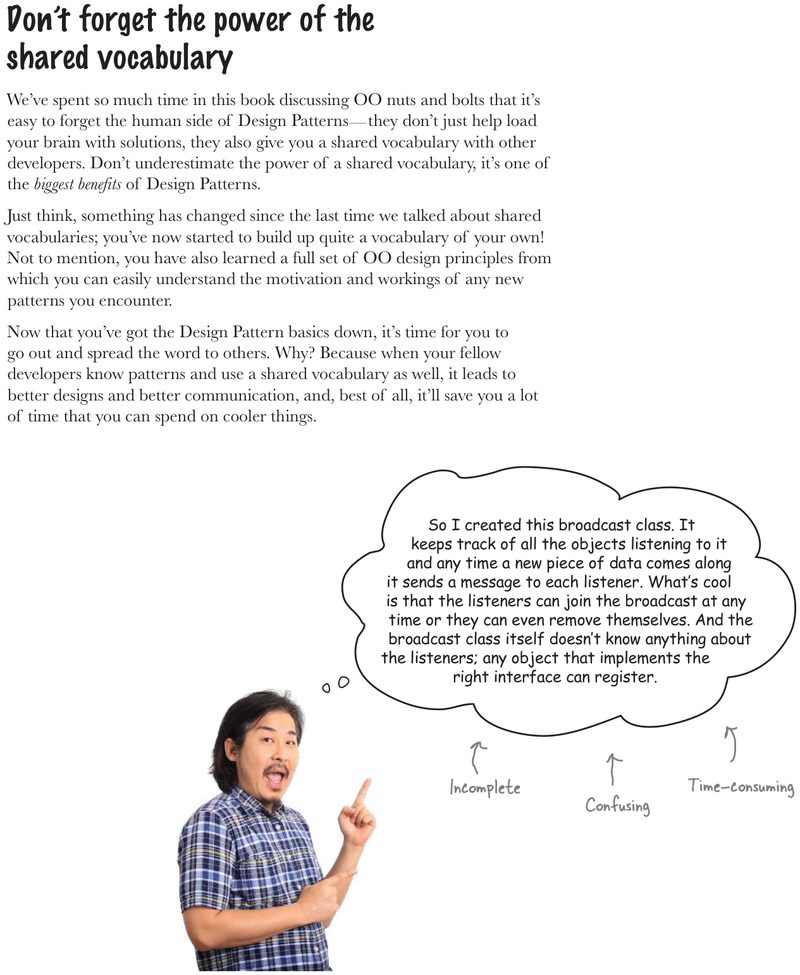 Don't forget the power of the
shared vocabulary
We've spent so much time in this book discussing OO nuts and bolts that it's
easy to forget the human side of Design Patterns—they don't just help load
your brain with solutions, they also give you a shared vocabulary with other
developers. Don't underestimate the power of a shared vocabulary, it's one of
the biggest benefits of Design Patterns.
Just think, something has changed since the last time we talked about shared
vocabularies; you've now started to build up quite a vocabulary of your own!
Not to mention, you have also learned a full set of OO design principles from
which you can easily understand the motivation and workings of any new
patterns you encounter.
Now that you've got the Design Pattern basics down, it's time for you to
go out and spread the word to others. Why? Because when your fellow
developers know patterns and use a shared vocabulary as well, it leads to
better designs and better communication, and, best of all, it'll save you a lot
of time that you can spend on cooler things.
So I created this broadcast class. It
keeps track of all the objects listening to it
and any time a new piece of data comes along
it sends a message to each listener. What's cool
is that the listeners can join the broadcast at any
time or they can even remove themselves. And the
broadcast class itself doesn't know anything about
the listeners; any object that implements the
right interface can register.
Incomplete
Confusing
Time-consuming